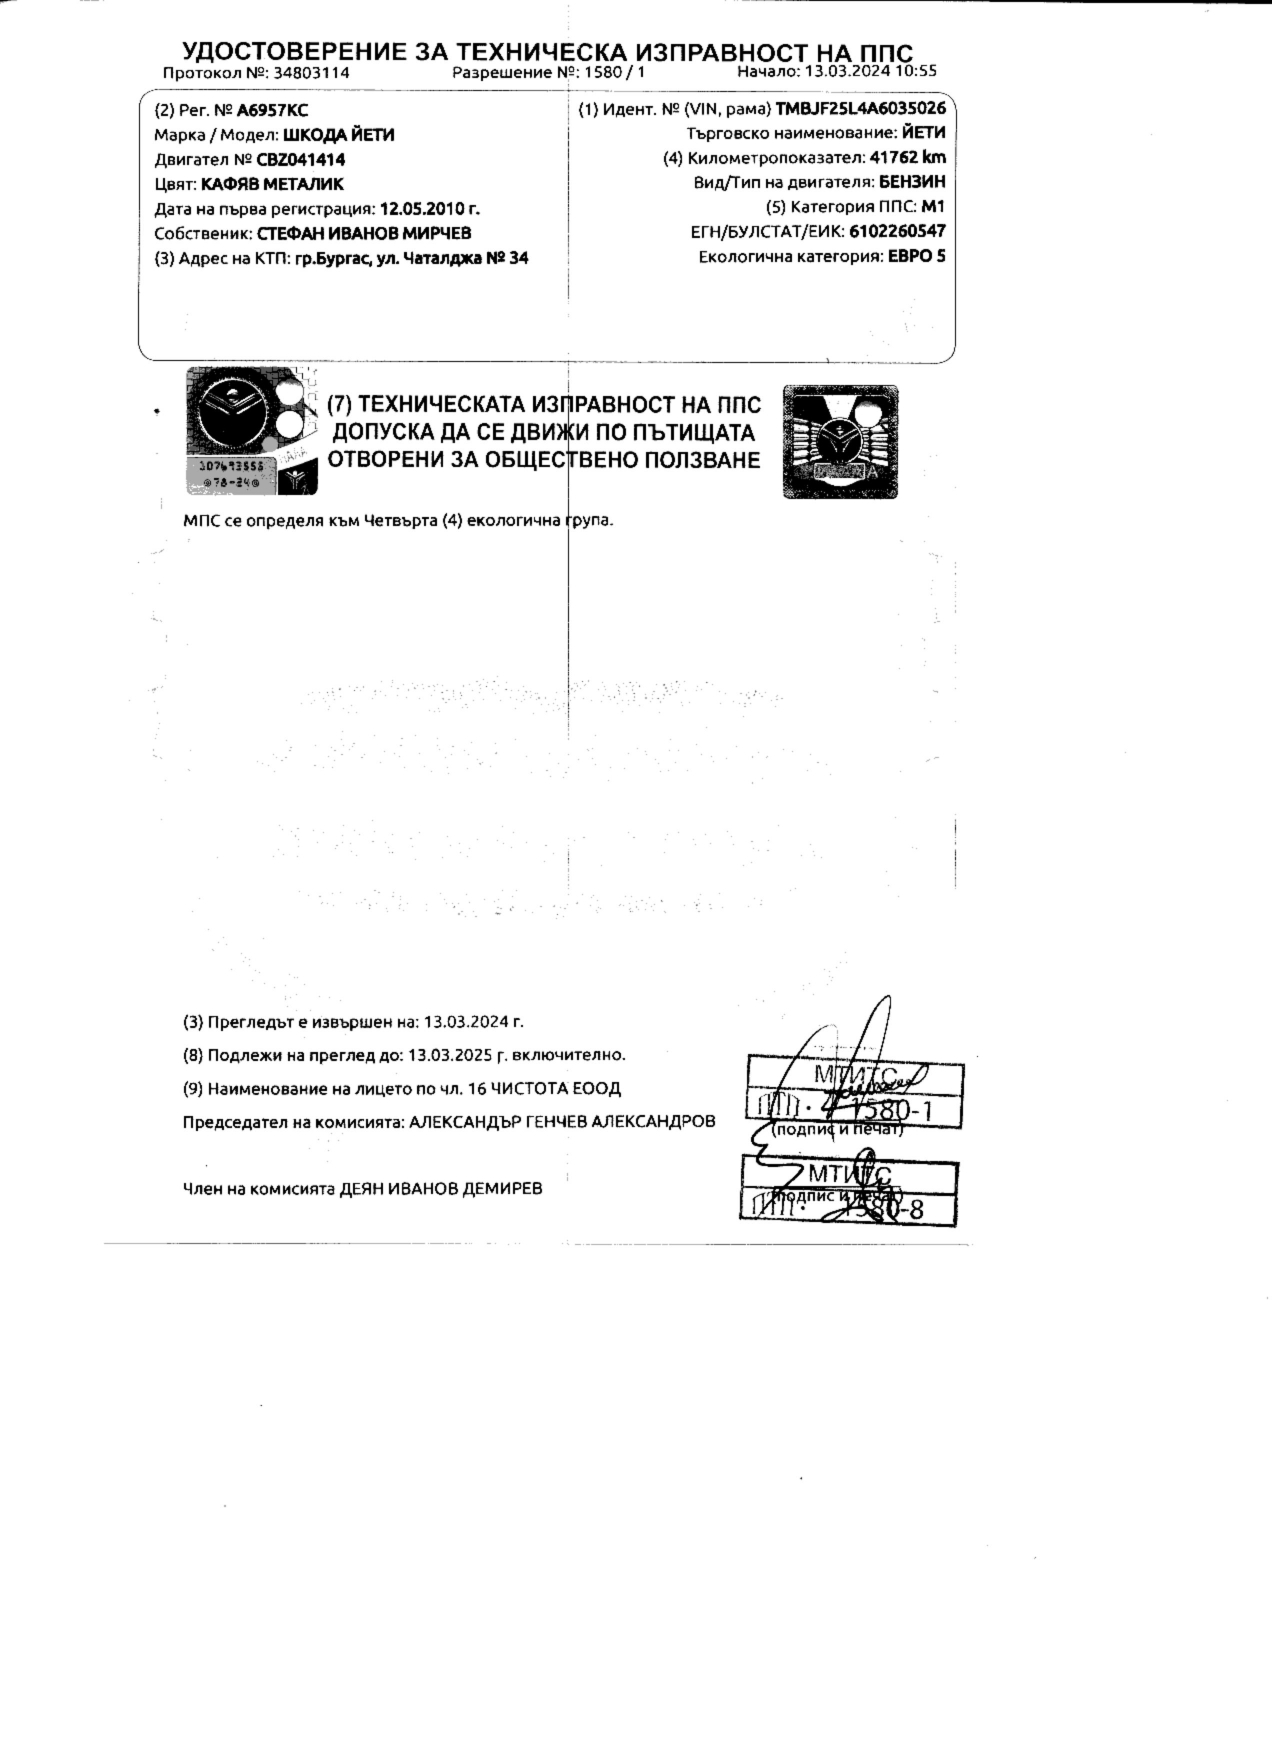 УДОСТОВЕРЕНИЕ ЗА ТЕХНИЧЕСКА ИЗПРАВНОСТ НА ППС
Протокол №: 34803114 Разрешение №: 1580 / 1 Начало: 13.03.2024 10:55
(2) Рег. № А6957КС (1) Идент. № (VIN, рама) TMBJF25L4A6035026
Марка / Модел: ШКОДА ЙЕТИ Търговско наименование: ЙЕТИ
Двигател № CBZ041414 (4) Километропоказател: 41762 km
Цвят: КАФЯВ МЕТАЛИК Вид/Тип на двигателя: БЕНЗИН
Дата на първа регистрация: 12.05.2010 г. (5) Категория ППС: М1
Собственик: СТЕФАН ИВАНОВ МИРЧЕВ ЕГН/БУЛСТАТ/ЕИК: 6102260547
(3) Адрес на КТП: гр.Бургас, ул. Чаталджа № 34 Екологична категория: ЕВРО 5
(7) ТЕХНИЧЕСКАТА ИЗПРАВНОСТ НА ППС
ДОПУСКА ДА СЕ ДВИЖИ ПО ПЪТИЩАТА
ОТВОРЕНИ ЗА ОБЩЕСТВЕНО ПОЛЗВАНЕ
МПС се определя към Четвърта (4) екологична група.
(3) Прегледът е извършен на: 13.03.2024 г.
(8) Подлежи на преглед до: 13.03.2025 г. включително.
(9) Наименование на лицето по чл. 16 ЧИСТОТА ЕООД
МТИТС
ПТП · 1580-1
Председател на комисията: АЛЕКСАНДЪР ГЕНЧЕВ АЛЕКСАНДРОВ (подпис и печат)
МТИТС
Член на комисията ДЕЯН ИВАНОВ ДЕМИРЕВ (подпис и печат)
ПТП · 1580-8